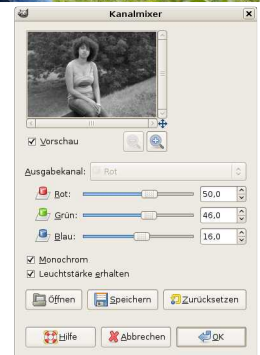 Kanalmixer
Vorschau
Ausgabekanal: Rot
Rot: 50,0
Grün: 46,0
Blau: 16,0
Monochrom
Leuchtstärke erhalten
Öffnen Speichern Zurücksetzen
Hilfe Abbrechen OK